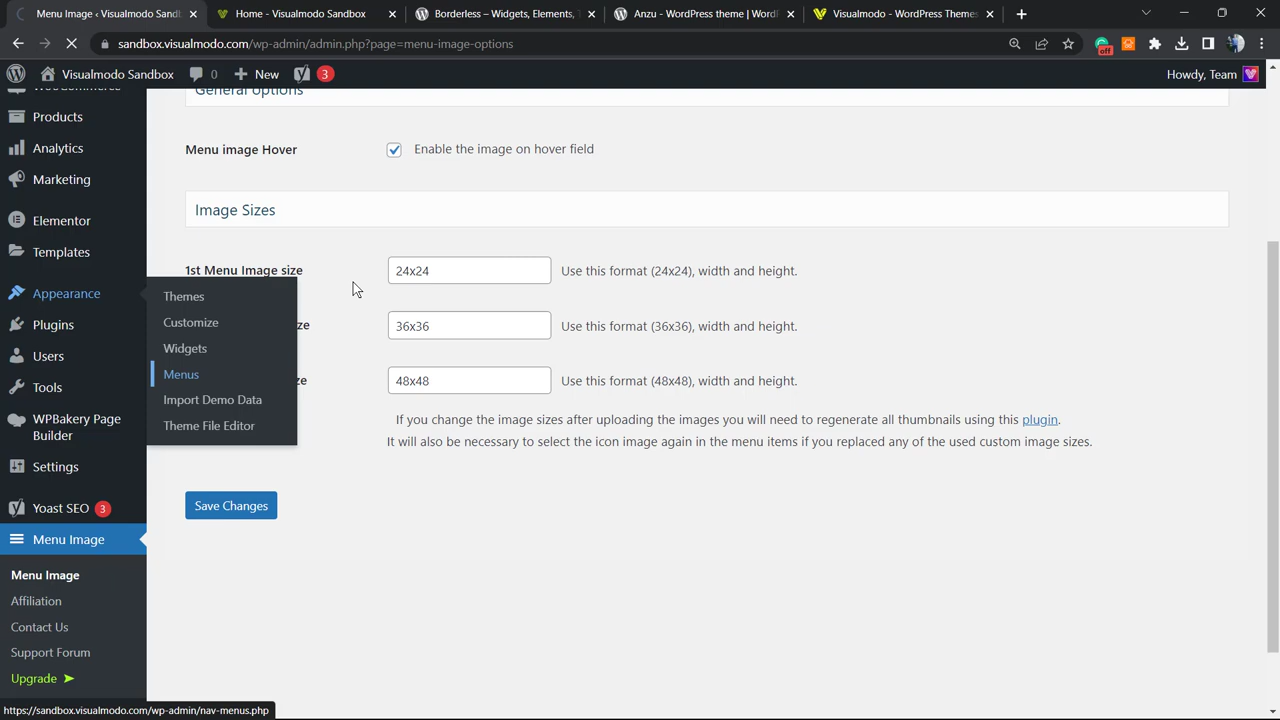 Menu Image ‹ Visualmodo Sandbox
Home - Visualmodo Sandbox
Borderless – Widgets, Elements,
Anzu - WordPress theme | Word
Visualmodo - WordPress Themes
sandbox.visualmodo.com/wp-admin/admin.php?page=menu-image-options
off
Visualmodo Sandbox
0
New
3
Howdy, Team
WooCommerce
Products
Analytics
Marketing
Elementor
Templates
Appearance
Plugins
Users
Tools
WPBakery Page
Builder
Settings
Yoast SEO 3
Menu Image
Menu Image
Affiliation
Contact Us
Support Forum
Upgrade ➤
Themes
Customize
Widgets
Menus
Import Demo Data
Theme File Editor
General options
Menu image Hover
Enable the image on hover field
Image Sizes
1st Menu Image size
24x24
Use this format (24x24), width and height.
ze
36x36
Use this format (36x36), width and height.
ze
48x48
Use this format (48x48), width and height.
If you change the image sizes after uploading the images you will need to regenerate all thumbnails using this plugin.
It will also be necessary to select the icon image again in the menu items if you replaced any of the used custom image sizes.
Save Changes
https://sandbox.visualmodo.com/wp-admin/nav-menus.php